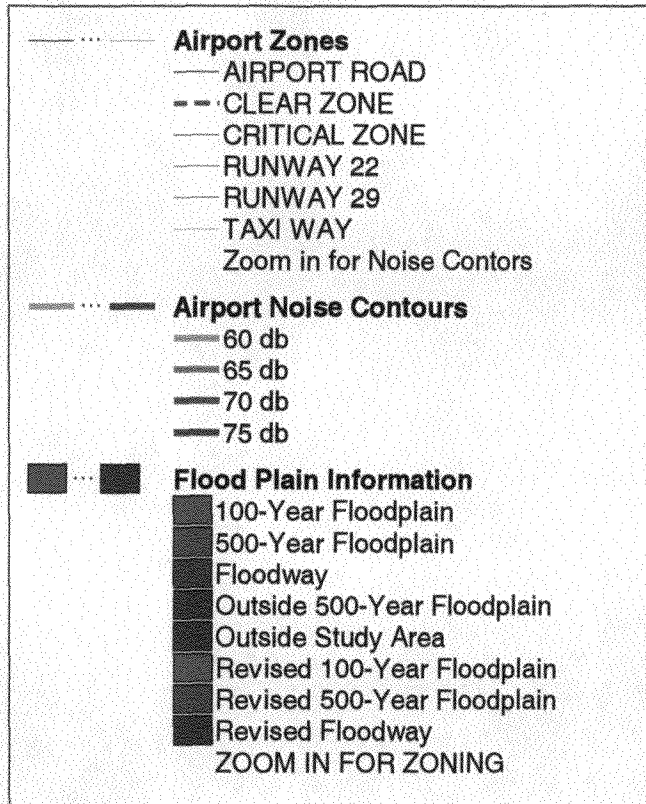 Airport Zones
AIRPORT ROAD
CLEAR ZONE
CRITICAL ZONE
RUNWAY 22
RUNWAY 29
TAXI WAY
Zoom in for Noise Contors
Airport Noise Contours
60 db
65 db
70 db
75 db
Flood Plain Information
100-Year Floodplain
500-Year Floodplain
Floodway
Outside 500-Year Floodplain
Outside Study Area
Revised 100-Year Floodplain
Revised 500-Year Floodplain
Revised Floodway
ZOOM IN FOR ZONING